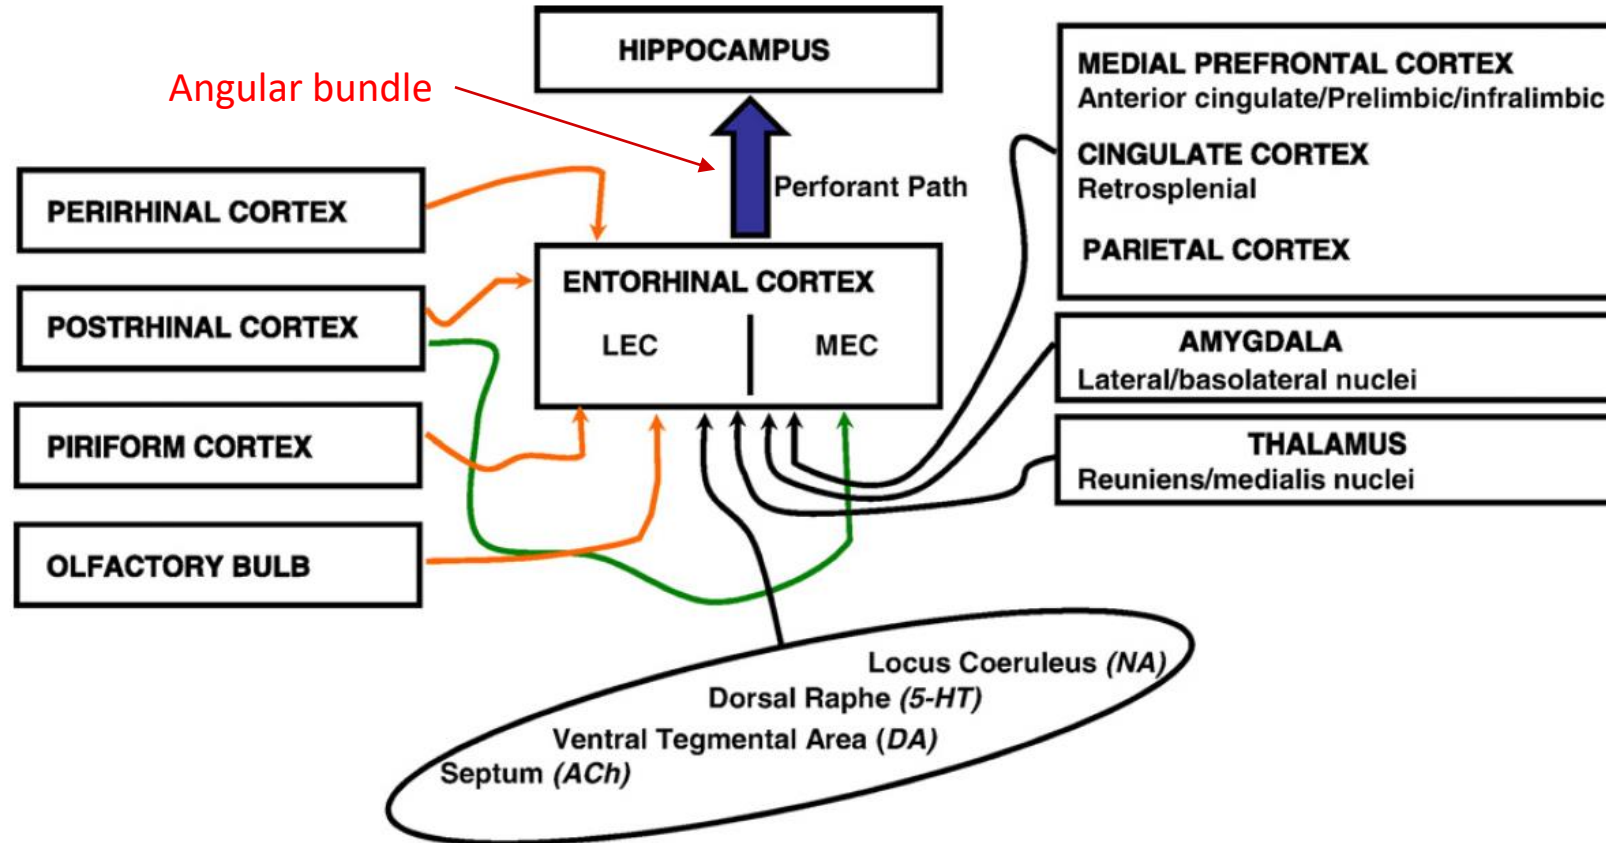 HIPPOCAMPUS
Angular bundle
Perforant Path
PERIRHINAL CORTEX
POSTRHINAL CORTEX
PIRIFORM CORTEX
OLFACTORY BULB
ENTORHINAL CORTEX
LEC
MEC
MEDIAL PREFRONTAL CORTEX
Anterior cingulate/Prelimbic/infralimbic
CINGULATE CORTEX
Retrosplenial
PARIETAL CORTEX
AMYGDALA
Lateral/basolateral nuclei
THALAMUS
Reuniens/medialis nuclei
Locus Coeruleus (NA)
Dorsal Raphe (5-HT)
Ventral Tegmental Area (DA)
Septum (ACh)